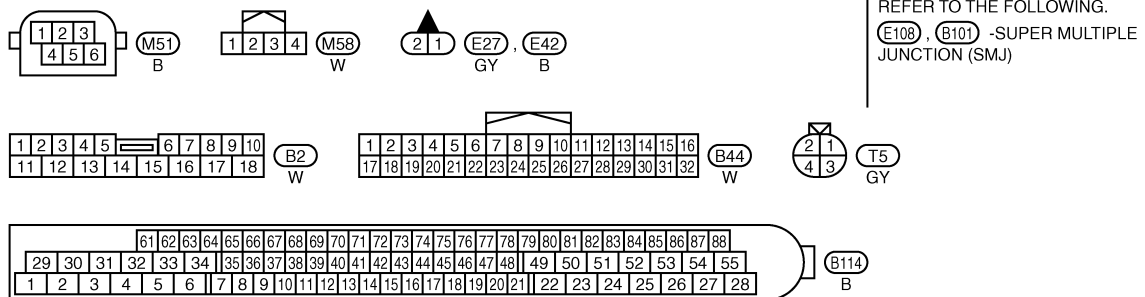 1 2 3
4 5 6
M51
B
1 2 3 4
M58
W
2 1
E27 , E42
GY B
REFER TO THE FOLLOWING.
E108 , B101 -SUPER MULTIPLE
JUNCTION (SMJ)
1 2 3 4 5 6 7 8 9 10
11 12 13 14 15 16 17 18
B2
W
1 2 3 4 5 6 7 8 9 10 11 12 13 14 15 16
17 18 19 20 21 22 23 24 25 26 27 28 29 30 31 32
B44
W
2 1
4 3
T5
GY
61 62 63 64 65 66 67 68 69 70 71 72 73 74 75 76 77 78 79 80 81 82 83 84 85 86 87 88
29 30 31 32 33 34 35 36 37 38 39 40 41 42 43 44 45 46 47 48 49 50 51 52 53 54 55
1 2 3 4 5 6 7 8 9 10 11 12 13 14 15 16 17 18 19 20 21 22 23 24 25 26 27 28
B114
B